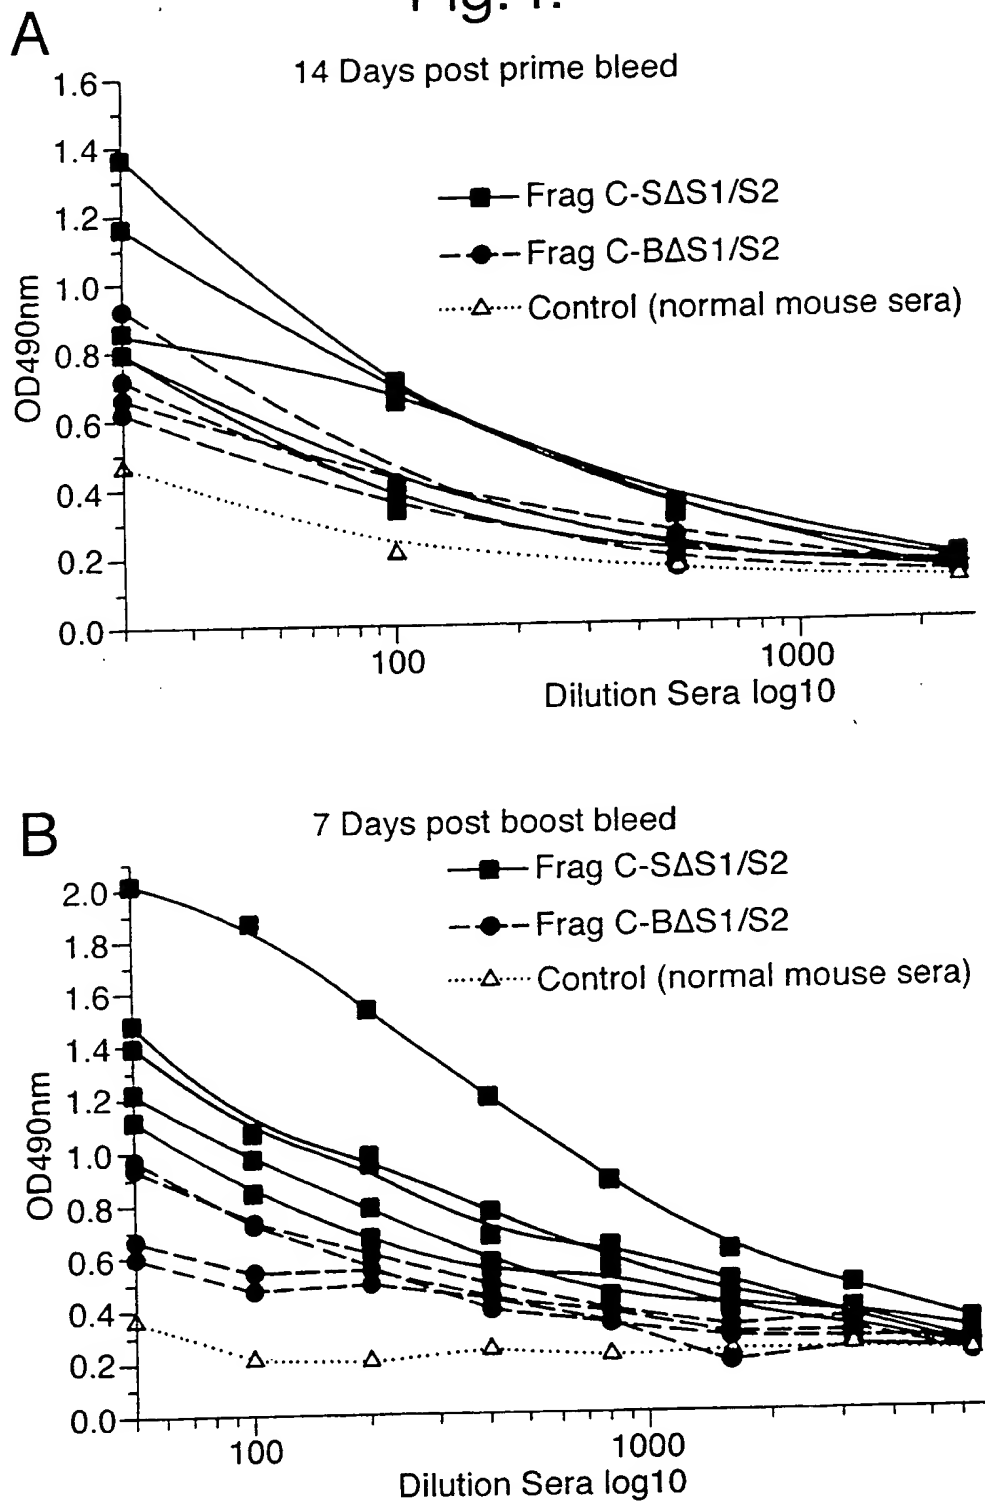 Fig. 1.
A
14 Days post prime bleed
1.6
1.4
1.2
1.0
0.8
0.6
0.4
0.2
0.0
OD490nm
Frag C-SΔS1/S2
Frag C-BΔS1/S2
Control (normal mouse sera)
100
1000
Dilution Sera log10
B
7 Days post boost bleed
Frag C-SΔS1/S2
Frag C-BΔS1/S2
Control (normal mouse sera)
2.0
1.8
1.6
1.4
1.2
1.0
0.8
0.6
0.4
0.2
0.0
OD490nm
100
1000
Dilution Sera log10